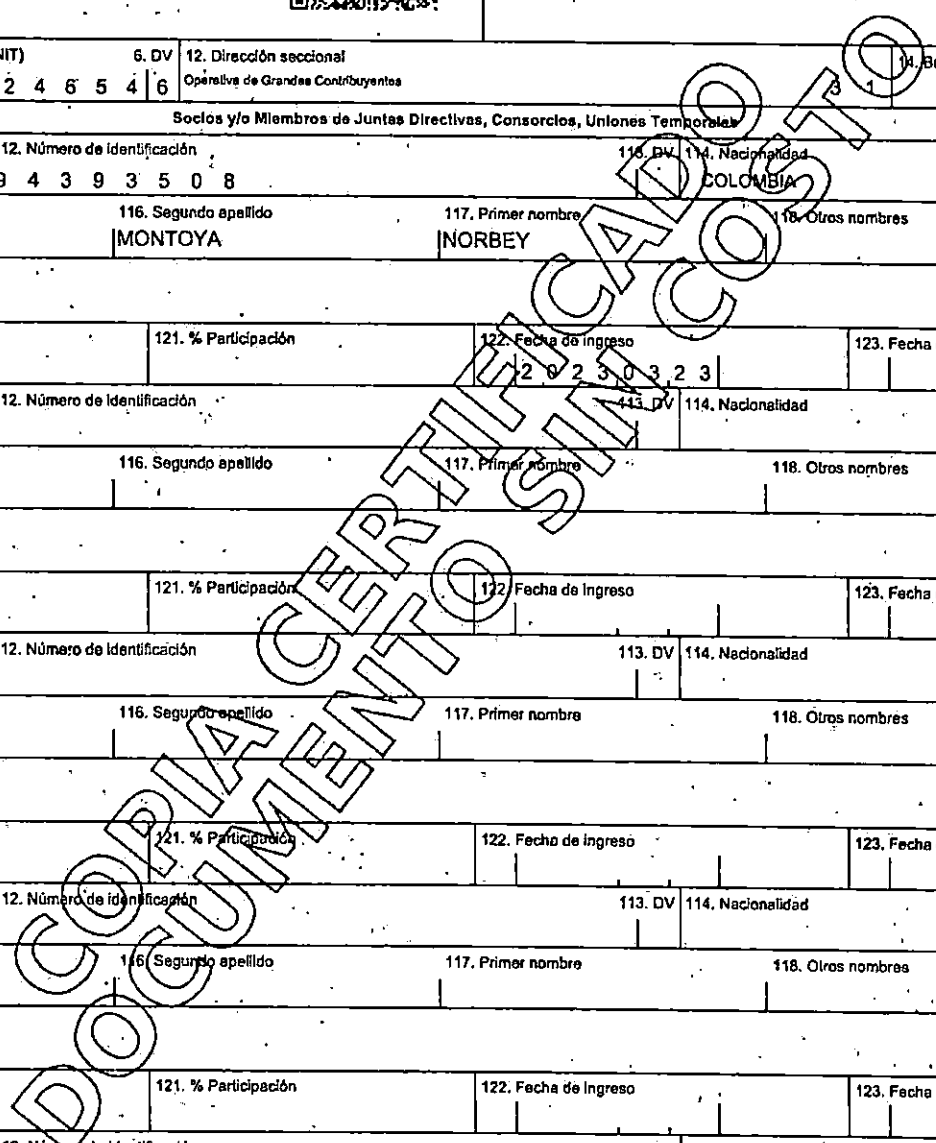 NIT) 6. DV 12. Dirección seccional
2 4 6 5 4 6 Operativa de Grandes Contribuyentes 3 1
Socios y/o Miembros de Juntas Directivas, Consorcios, Uniones Temporales
12. Número de identificación 113. DV 114. Nacionalidad
9 4 3 9 3 5 0 8 COLOMBIA
116. Segundo apellido 117. Primer nombre 118. Otros nombres
MONTOYA NORBEY
121. % Participación 122. Fecha de ingreso 123. Fecha
2 0 2 3 0 3 2 3
12. Número de identificación 113. DV 114. Nacionalidad
116. Segundo apellido 117. Primer nombre 118. Otros nombres
121. % Participación 122. Fecha de ingreso 123. Fecha
12. Número de identificación 113. DV 114. Nacionalidad
116. Segundo apellido 117. Primer nombre 118. Otros nombres
121. % Participación 122. Fecha de ingreso 123. Fecha
12. Número de identificación 113. DV 114. Nacionalidad
116. Segundo apellido 117. Primer nombre 118. Otros nombres
121. % Participación 122. Fecha de ingreso 123. Fecha
COPIA CERTIFICADO
DOCUMENTO SIN COSTO